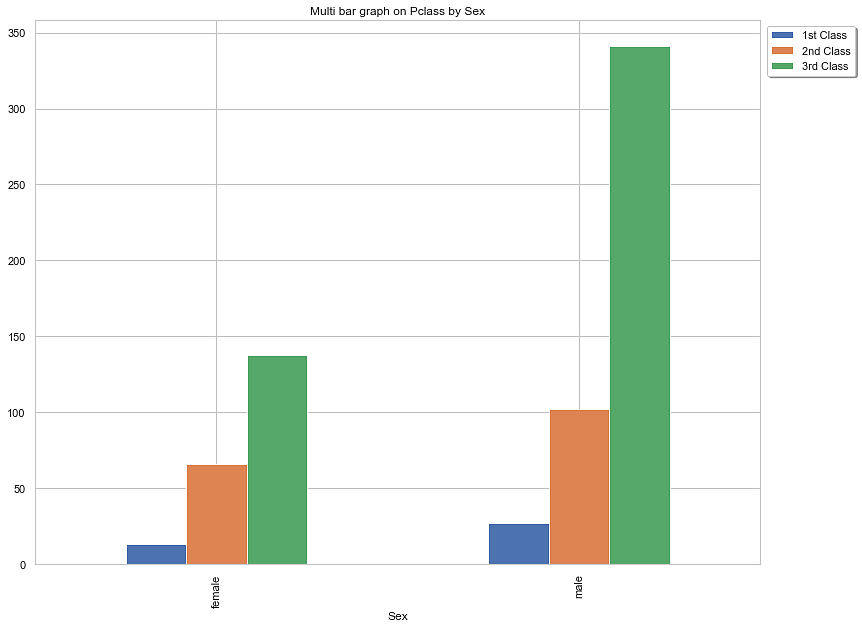 Multi bar graph on Pclass by Sex
350
300
250
200
150
100
50
0
1st Class
2nd Class
3rd Class
female
male
Sex